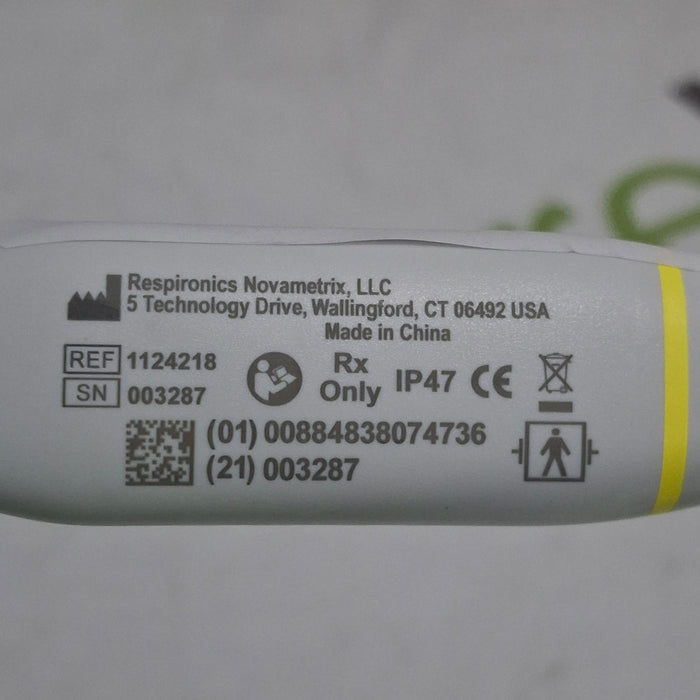 Respironics Novametrix, LLC
5 Technology Drive, Wallingford, CT 06492 USA
Made in China
REF 1124218
SN 003287
Rx Only
IP47 CE
(01) 00884838074736
(21) 003287